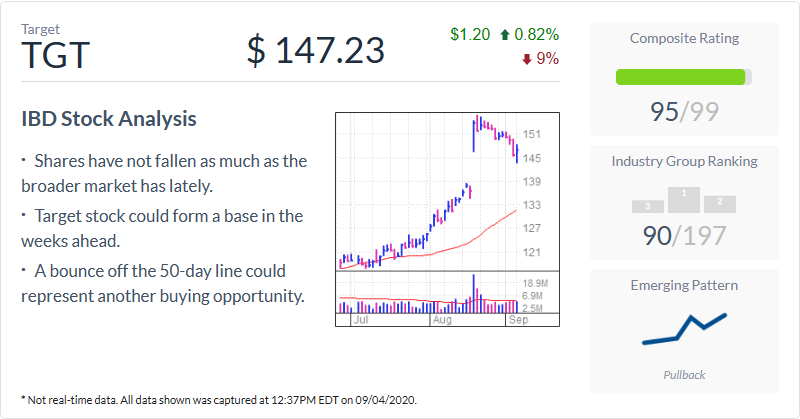 Target
TGT
$ 147.23
$1.20 0.82%
9%
IBD Stock Analysis
· Shares have not fallen as much as the
broader market has lately.
· Target stock could form a base in the
weeks ahead.
· A bounce off the 50-day line could
represent another buying opportunity.
151
145
139
133
127
121
18.9M
6.9M
2.5M
Jul Aug Sep
Composite Rating
95/99
Industry Group Ranking
3 1 2
90/197
Emerging Pattern
Pullback
* Not real-time data. All data shown was captured at 12:37PM EDT on 09/04/2020.